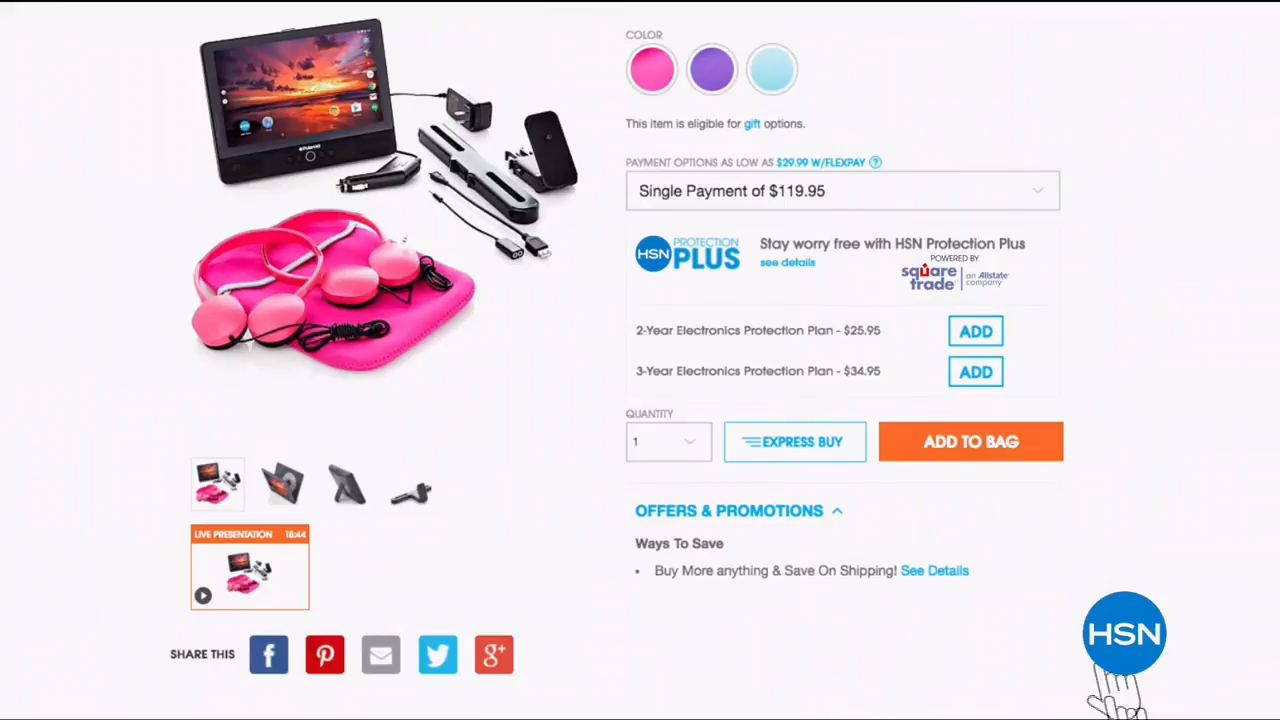 Polaroid
COLOR
This item is eligible for gift options.
PAYMENT OPTIONS AS LOW AS $29.99 W/FLEXPAY ?
Single Payment of $119.95
HSN PROTECTION PLUS
Stay worry free with HSN Protection Plus
see details
POWERED BY
square trade
an Allstate company
2-Year Electronics Protection Plan - $25.95
ADD
3-Year Electronics Protection Plan - $34.95
ADD
QUANTITY
1
EXPRESS BUY
ADD TO BAG
LIVE PRESENTATION 18:44
OFFERS & PROMOTIONS
Ways To Save
• Buy More anything & Save On Shipping! See Details
SHARE THIS
HSN